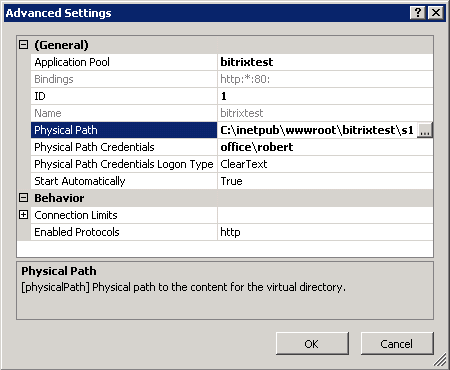 Advanced Settings
(General)
Application Pool bitrixtest
Bindings http:*:80:
ID 1
Name bitrixtest
Physical Path C:\inetpub\wwwroot\bitrixtest\s1 ...
Physical Path Credentials office\robert
Physical Path Credentials Logon Type ClearText
Start Automatically True
Behavior
Connection Limits
Enabled Protocols http
Physical Path
[physicalPath] Physical path to the content for the virtual directory.
OK Cancel